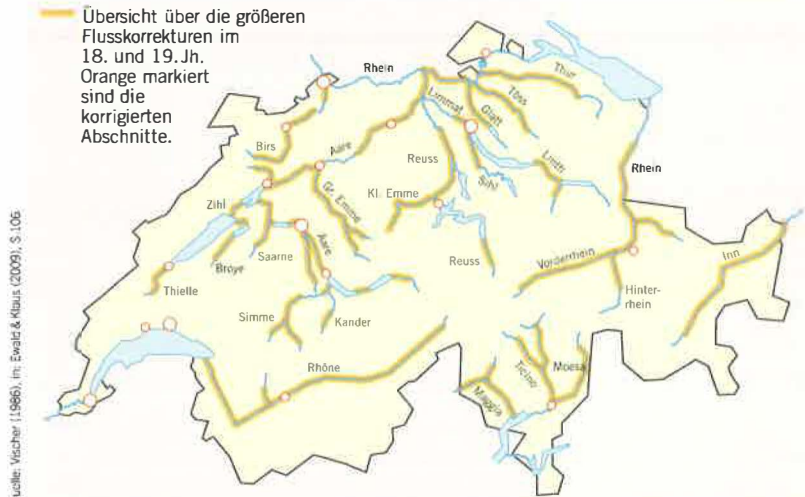 Übersicht über die größeren
Flusskorrekturen im
18. und 19. Jh.
Orange markiert
sind die
korrigierten
Abschnitte.
Rhein
Thur
Töss
Glatt
Limmat
Birs
Aare
Reuss
Linth
Sihl
Rhein
Zihl
Gr. Emme
Kl. Emme
Broye
Saarne
Aare
Reuss
Vorderrhein
Inn
Thielle
Hinter-
rhein
Simme
Kander
Rhône
Ticino
Moesa
Maggia
uelle: Vischer (1986), in: Ewald & Klaus (2009), S.106